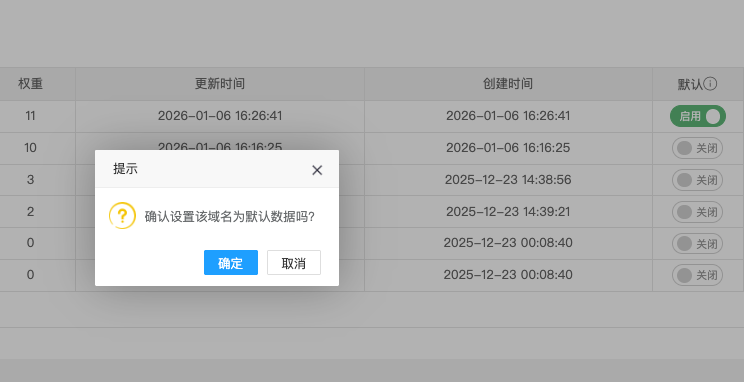 权重 更新时间 创建时间 默认
11 2026-01-06 16:26:41 2026-01-06 16:26:41 启用
10 2026-01-06 16:16:25 2026-01-06 16:16:25 关闭
提示
3 2025-12-23 14:38:56 关闭
2 2025-12-23 14:39:21 关闭
确认设置该域名为默认数据吗?
0 2025-12-23 00:08:40 关闭
确定 取消
0 2025-12-23 00:08:40 关闭